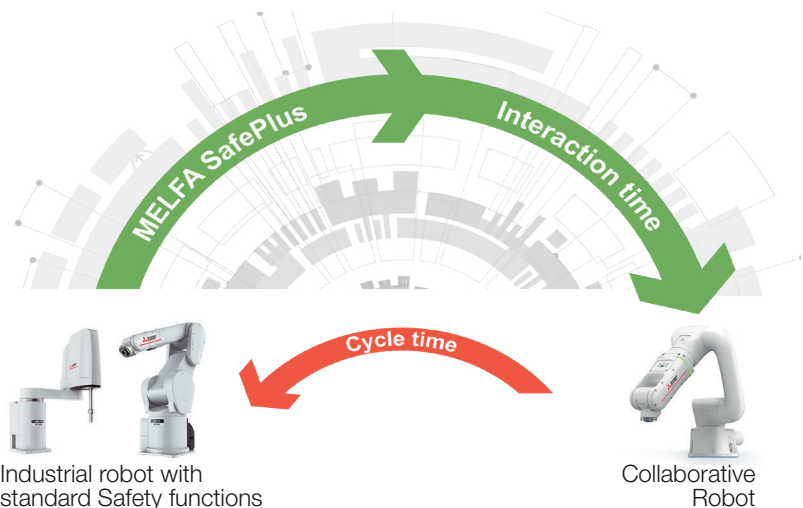 MELFA SafePlus
Interaction time
Cycle time
Industrial robot with
standard Safety functions
Collaborative
Robot